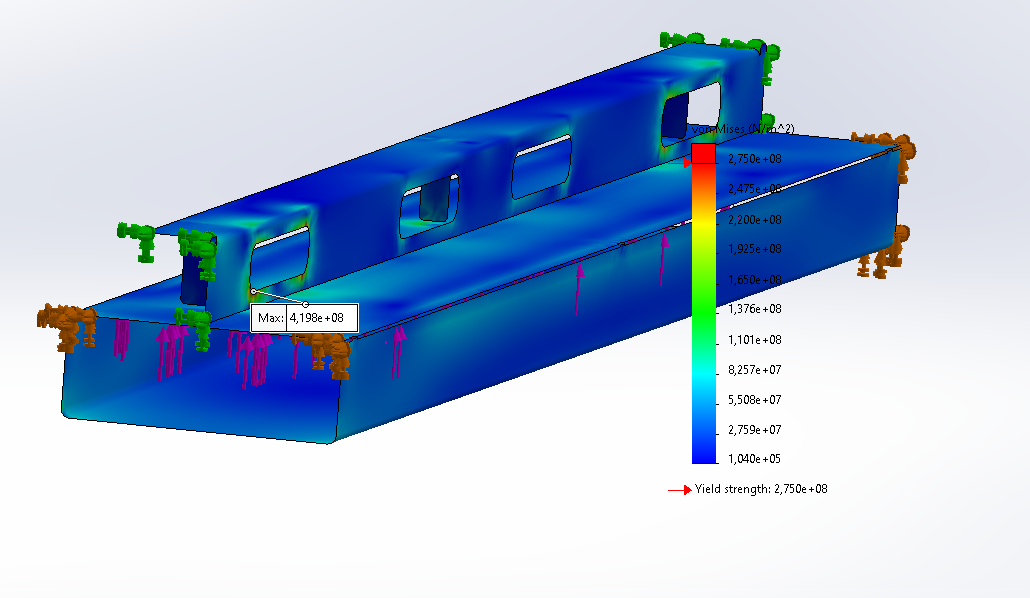 von Mises (N/m^2)
2,750e+08
2,475e+08
2,200e+08
1,925e+08
1,650e+08
1,376e+08
1,101e+08
8,257e+07
5,508e+07
2,759e+07
1,040e+05
Yield strength: 2,750e+08
Max: 4,198e+08